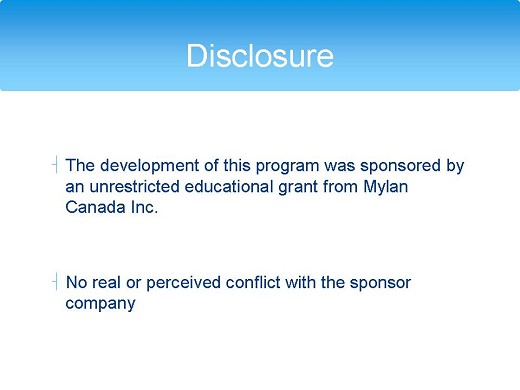 Disclosure
The development of this program was sponsored by
an unrestricted educational grant from Mylan
Canada Inc.
No real or perceived conflict with the sponsor
company